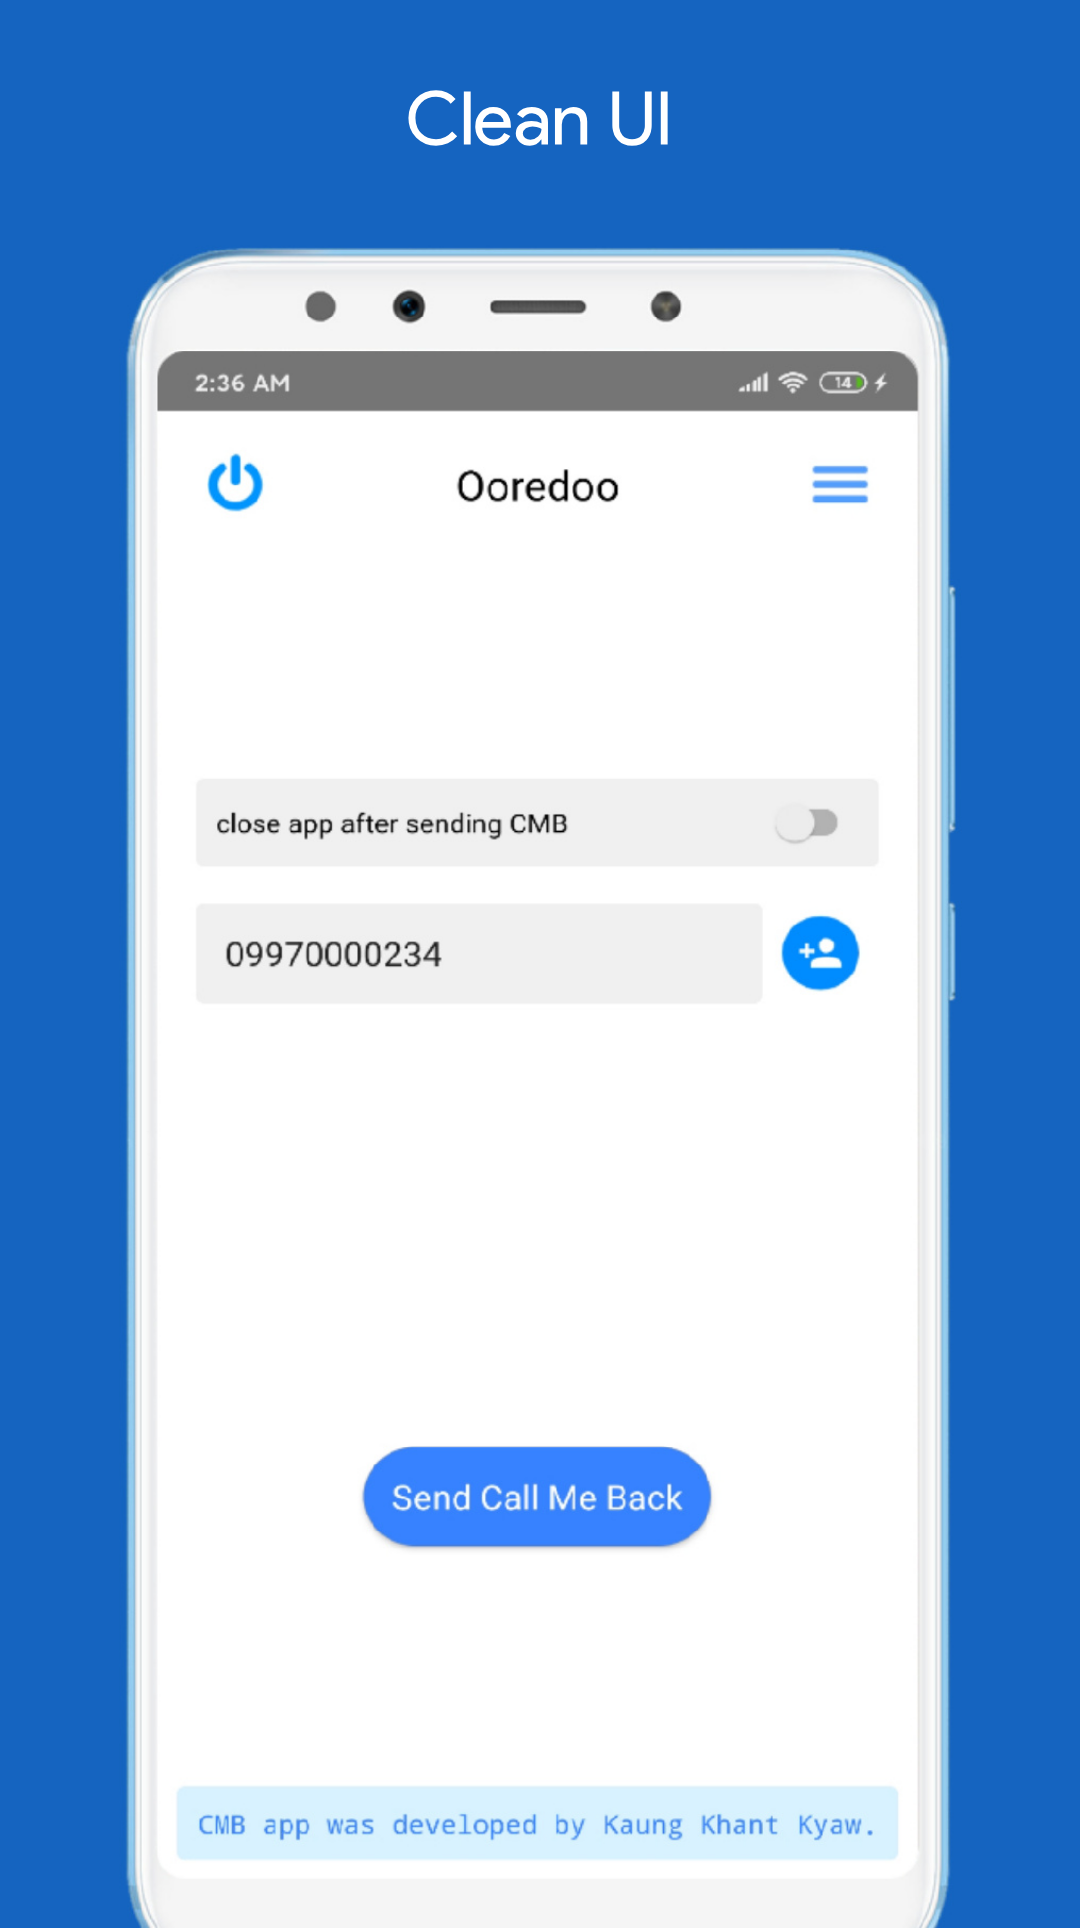 Clean UI
2:36 AM
14
Ooredoo
close app after sending CMB
09970000234
Send Call Me Back
CMB app was developed by Kaung Khant Kyaw.